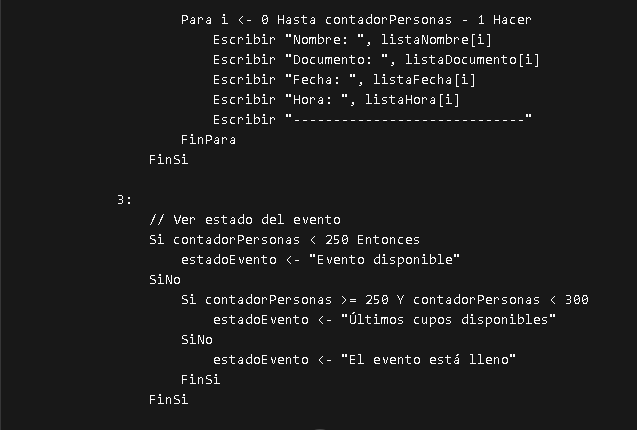 Para i <- 0 Hasta contadorPersonas - 1 Hacer
Escribir "Nombre: ", listaNombre[i]
Escribir "Documento: ", listaDocumento[i]
Escribir "Fecha: ", listaFecha[i]
Escribir "Hora: ", listaHora[i]
Escribir "-----------------------------"
FinPara
FinSi
3:
// Ver estado del evento
Si contadorPersonas < 250 Entonces
estadoEvento <- "Evento disponible"
SiNo
Si contadorPersonas >= 250 Y contadorPersonas < 300
estadoEvento <- "Últimos cupos disponibles"
SiNo
estadoEvento <- "El evento está lleno"
FinSi
FinSi